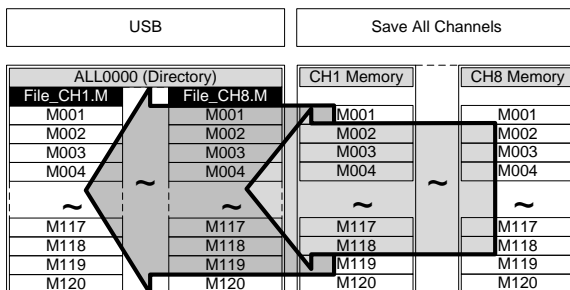 USB Save All Channels
ALL0000 (Directory) CH1 Memory CH8 Memory
File_CH1.M File_CH8.M
M001 M001 M001 M001
M002 M002 M002 M002
M003 M003 M003 M003
M004 M004 M004 M004
~ ~ ~ ~ ~ ~
M117 M117 M117 M117
M118 M118 M118 M118
M119 M119 M119 M119
M120 M120 M120 M120